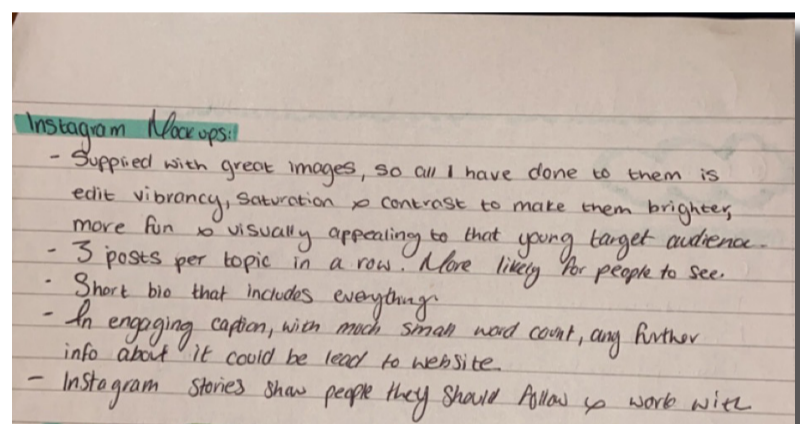 Instagram Mockups:
- Supplied with great images, so all I have done to them is
edit vibrancy, saturation & contrast to make them brighter,
more fun & visually appealing to that young target audience.
- 3 posts per topic in a row. More likely for people to see.
- Short bio that includes everything.
- An engaging caption, with much small word count, any further
info about it could be lead to website.
- Instagram stories show people they should follow & work with